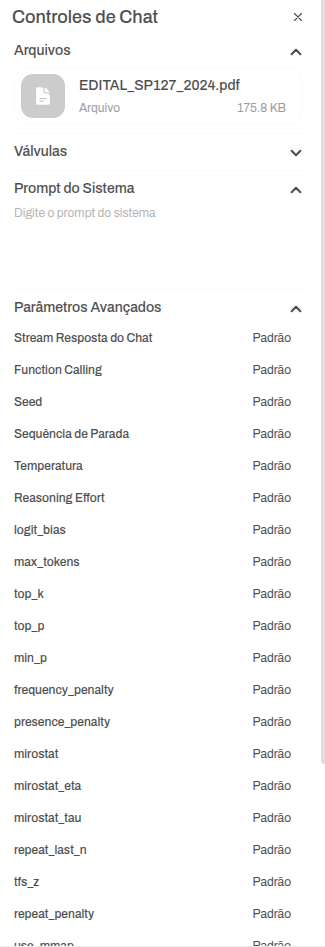 Controles de Chat
Arquivos
EDITAL_SP127_2024.pdf
Arquivo 175.8 KB
Válvulas
Prompt do Sistema
Digite o prompt do sistema
Parâmetros Avançados
Stream Resposta do Chat Padrão
Function Calling Padrão
Seed Padrão
Sequência de Parada Padrão
Temperatura Padrão
Reasoning Effort Padrão
logit_bias Padrão
max_tokens Padrão
top_k Padrão
top_p Padrão
min_p Padrão
frequency_penalty Padrão
presence_penalty Padrão
mirostat Padrão
mirostat_eta Padrão
mirostat_tau Padrão
repeat_last_n Padrão
tfs_z Padrão
repeat_penalty Padrão
use_mmap Padrão